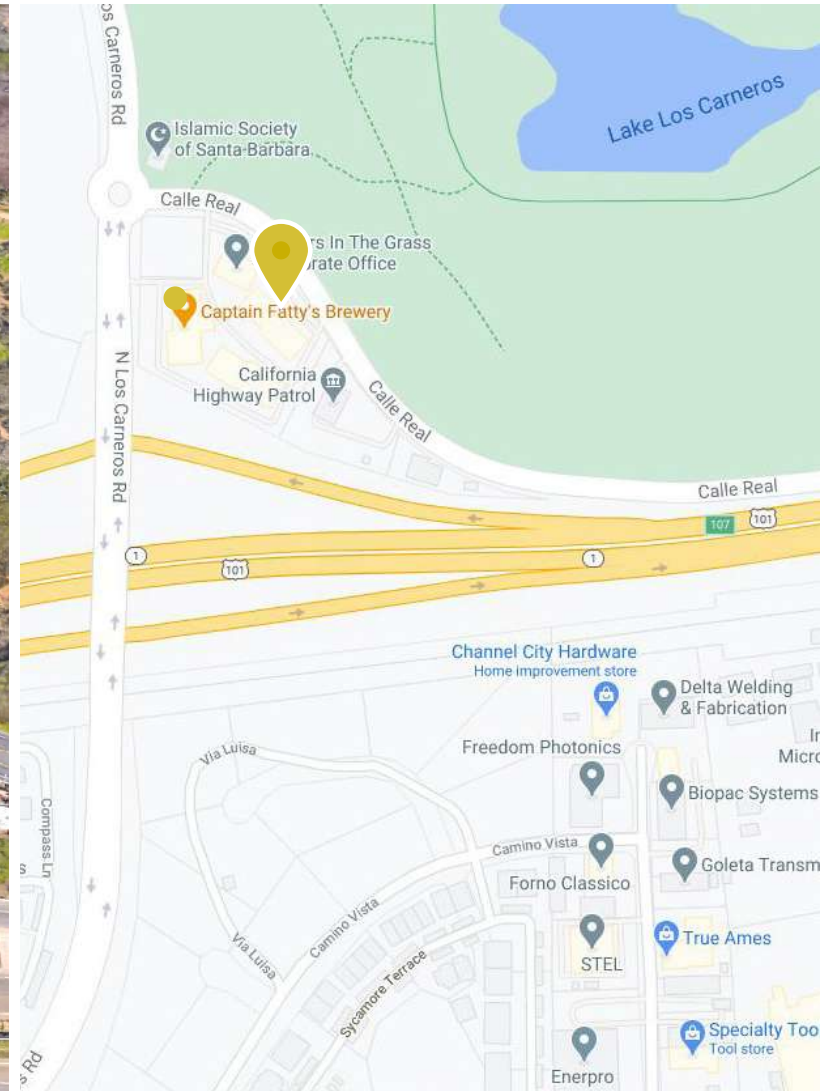 os Carneros Rd
Lake Los Carneros
Islamic Society
of Santa Barbara
Calle Real
rs In The Grass
rate Office
Captain Fatty's Brewery
N Los Carneros Rd
California
Highway Patrol
Calle Real
Calle Real
107
101
1
101
1
Channel City Hardware
Home improvement store
Delta Welding
& Fabrication
In
Micro
Freedom Photonics
Via Luisa
Biopac Systems
Compass Ln
Camino Vista
Goleta Transm
s
Forno Classico
Camino Vista
Via Luisa
True Ames
STEL
Sycamore Terrace
Specialty Too
Tool store
s Rd
Enerpro